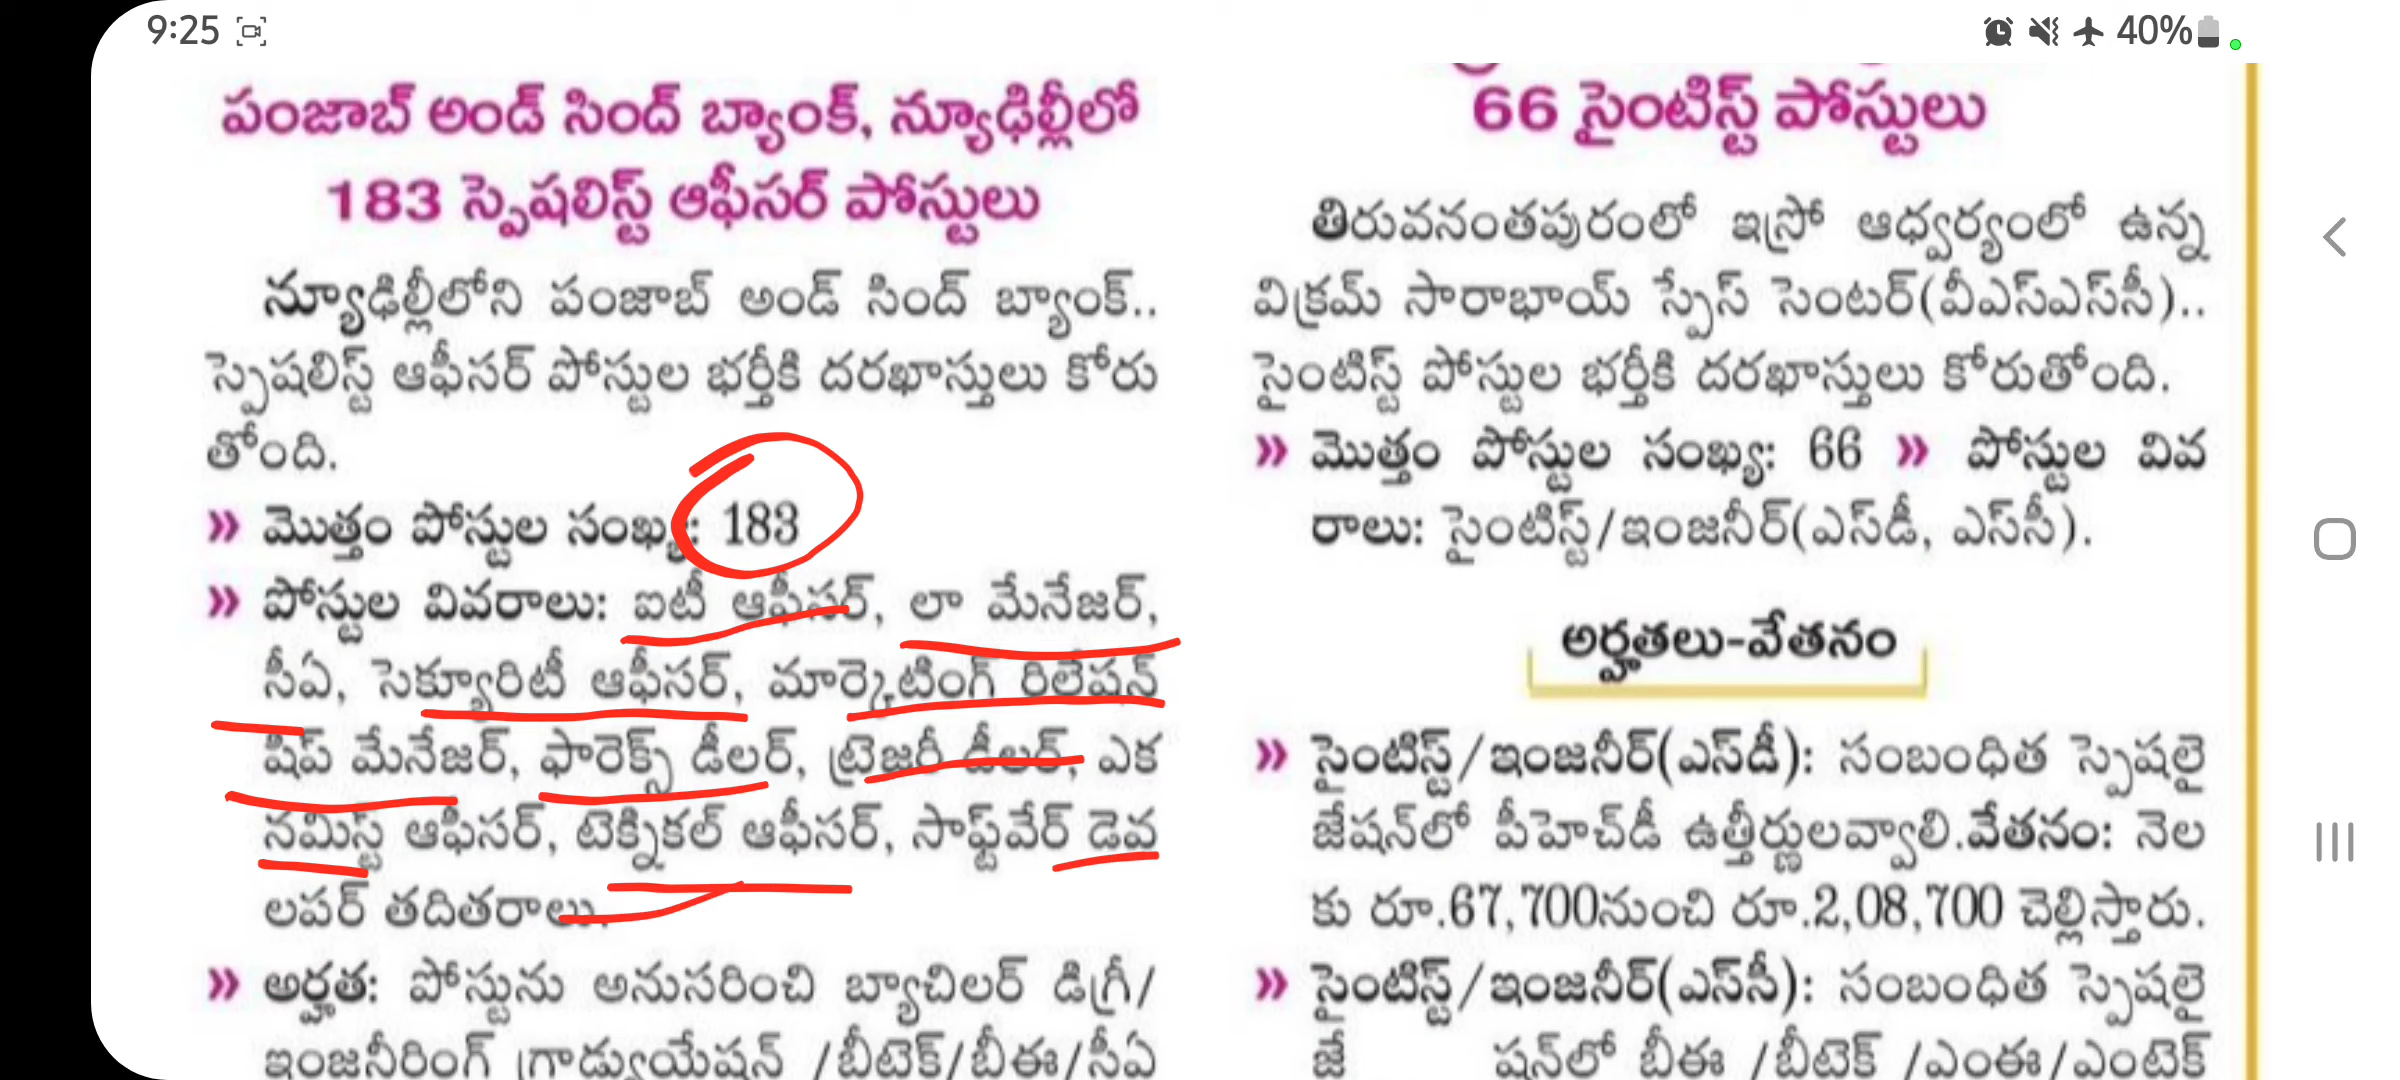 9:25
40%
పంజాబ్ అండ్ సింద్ బ్యాంక్, న్యూఢిల్లీలో
183 స్పెషలిస్ట్ ఆఫీసర్ పోస్టులు
న్యూఢిల్లీలోని పంజాబ్ అండ్ సింద్ బ్యాంక్..
స్పెషలిస్ట్ ఆఫీసర్ పోస్టుల భర్తీకి దరఖాస్తులు కోరు
తోంది.
» మొత్తం పోస్టుల సంఖ్య: 183
» పోస్టుల వివరాలు: ఐటీ ఆఫీసర్, లా మేనేజర్,
సీఏ, సెక్యూరిటీ ఆఫీసర్, మార్కెటింగ్ రిలేషన్
షిప్ మేనేజర్, ఫారెక్స్ డీలర్, ట్రెజరీ డీలర్, ఎక
నమిస్ట్ ఆఫీసర్, టెక్నికల్ ఆఫీసర్, సాఫ్ట్‌వేర్ డెవ
లపర్ తదితరాలు.
» అర్హత: పోస్టును అనుసరించి బ్యాచిలర్ డిగ్రీ/
ఇంజనీరింగ్ గ్రాడ్యుయేషన్ /బీటెక్/బీఈ/సీఏ
66 సైంటిస్ట్ పోస్టులు
తిరువనంతపురంలో ఇస్రో ఆధ్వర్యంలో ఉన్న
విక్రమ్ సారాభాయ్ స్పేస్ సెంటర్(వీఎస్ఎస్‌సీ)..
సైంటిస్ట్ పోస్టుల భర్తీకి దరఖాస్తులు కోరుతోంది.
» మొత్తం పోస్టుల సంఖ్య: 66 » పోస్టుల వివ
రాలు: సైంటిస్ట్/ఇంజనీర్(ఎస్‌డీ, ఎస్‌సీ).
అర్హతలు-వేతనం
» సైంటిస్ట్/ఇంజనీర్(ఎస్‌డీ): సంబంధిత స్పెషలై
జేషన్‌లో పీహెచ్‌డీ ఉత్తీర్ణులవ్వాలి.వేతనం: నెల
కు రూ.67,700నుంచి రూ.2,08,700 చెల్లిస్తారు.
» సైంటిస్ట్/ఇంజనీర్(ఎస్‌సీ): సంబంధిత స్పెషలై
జే షన్‌లో బీఈ /బీటెక్ /ఎంఈ/ఎంటెక్